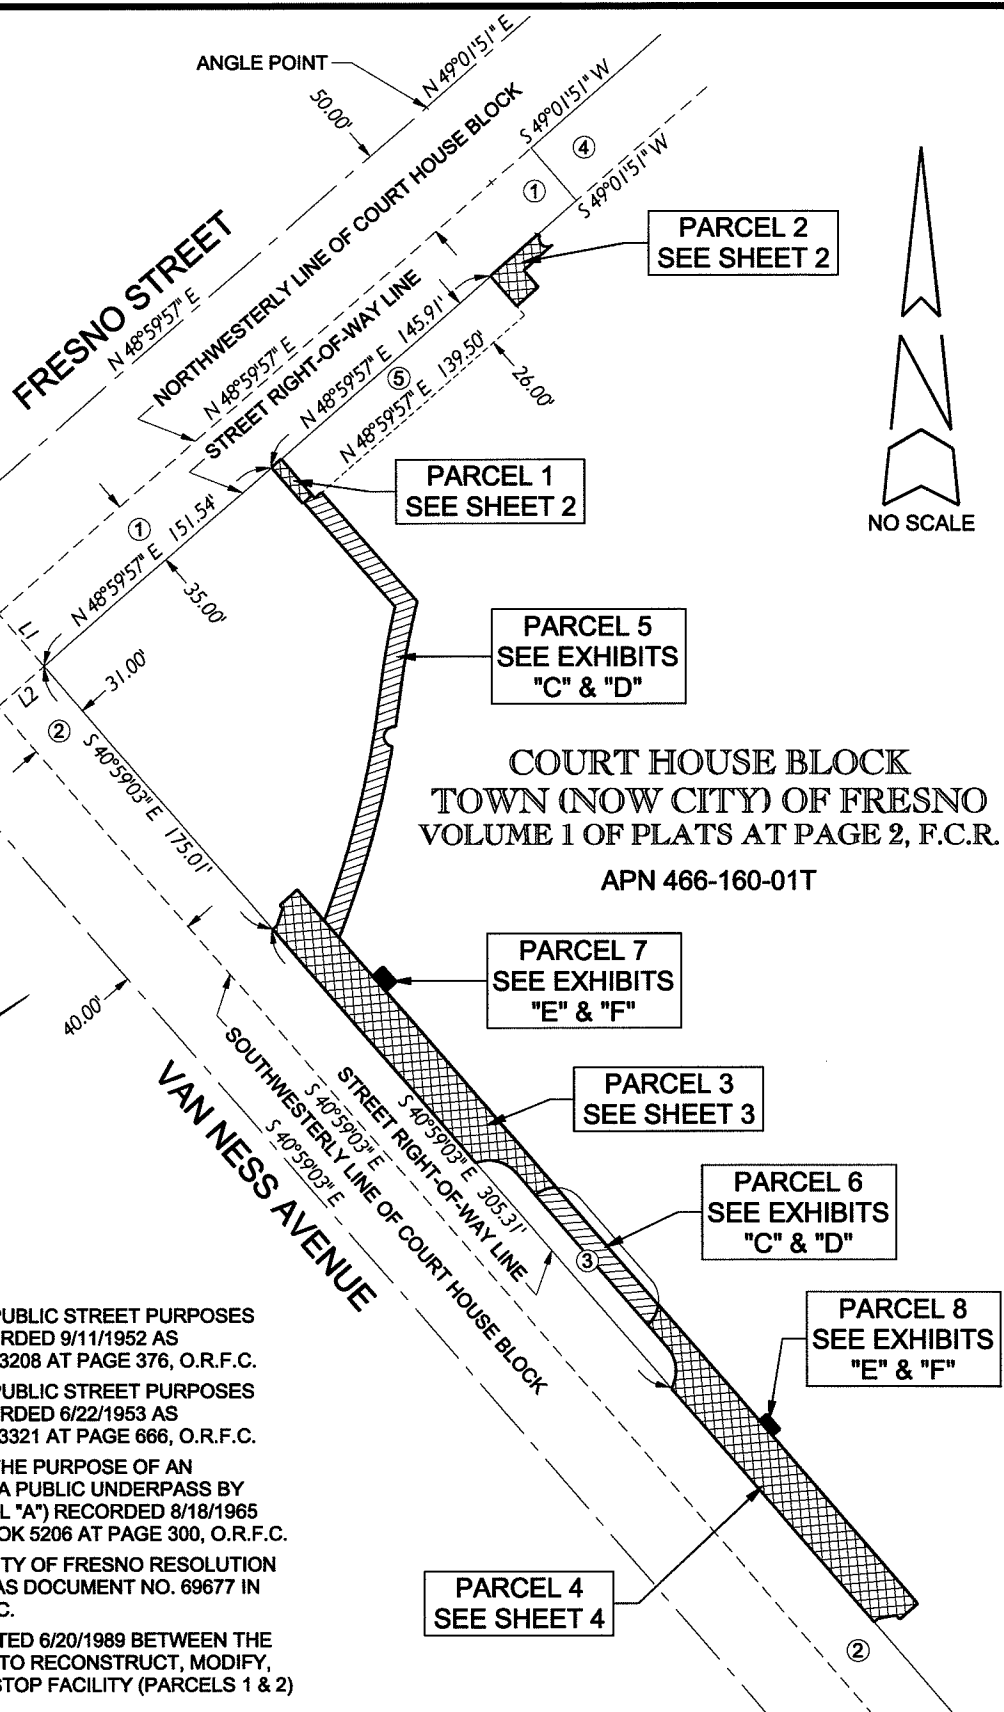 ANGLE POINT
N 49°01'51" E
50.00'
S 49°01'51" W
④
①
S 49°01'51" W
FRESNO STREET
N 48°59'57" E
NORTHWESTERLY LINE OF COURT HOUSE BLOCK
N 48°59'57" E
STREET RIGHT-OF-WAY LINE
PARCEL 2
SEE SHEET 2
N 48°59'57" E 145.91'
⑤
N 48°59'57" E 139.50'
26.00'
PARCEL 1
SEE SHEET 2
NO SCALE
①
N 48°59'57" E 151.54'
35.00'
L1
L2
31.00'
②
S 40°59'03" E 175.01'
PARCEL 5
SEE EXHIBITS
"C" & "D"
COURT HOUSE BLOCK
TOWN (NOW CITY) OF FRESNO
VOLUME 1 OF PLATS AT PAGE 2, F.C.R.
APN 466-160-01T
PARCEL 7
SEE EXHIBITS
"E" & "F"
40.00'
VAN NESS AVENUE
S 40°59'03" E
SOUTHWESTERLY LINE OF COURT HOUSE BLOCK
S 40°59'03" E
STREET RIGHT-OF-WAY LINE
S 40°59'03" E 305.31'
PARCEL 3
SEE SHEET 3
PARCEL 6
SEE EXHIBITS
"C" & "D"
③
PARCEL 8
SEE EXHIBITS
"E" & "F"
PARCEL 4
SEE SHEET 4
②
PUBLIC STREET PURPOSES
RDED 9/11/1952 AS
3208 AT PAGE 376, O.R.F.C.
PUBLIC STREET PURPOSES
RDED 6/22/1953 AS
3321 AT PAGE 666, O.R.F.C.
HE PURPOSE OF AN
A PUBLIC UNDERPASS BY
L "A") RECORDED 8/18/1965
OK 5206 AT PAGE 300, O.R.F.C.
TY OF FRESNO RESOLUTION
AS DOCUMENT NO. 69677 IN
C.
TED 6/20/1989 BETWEEN THE
TO RECONSTRUCT, MODIFY,
STOP FACILITY (PARCELS 1 & 2)